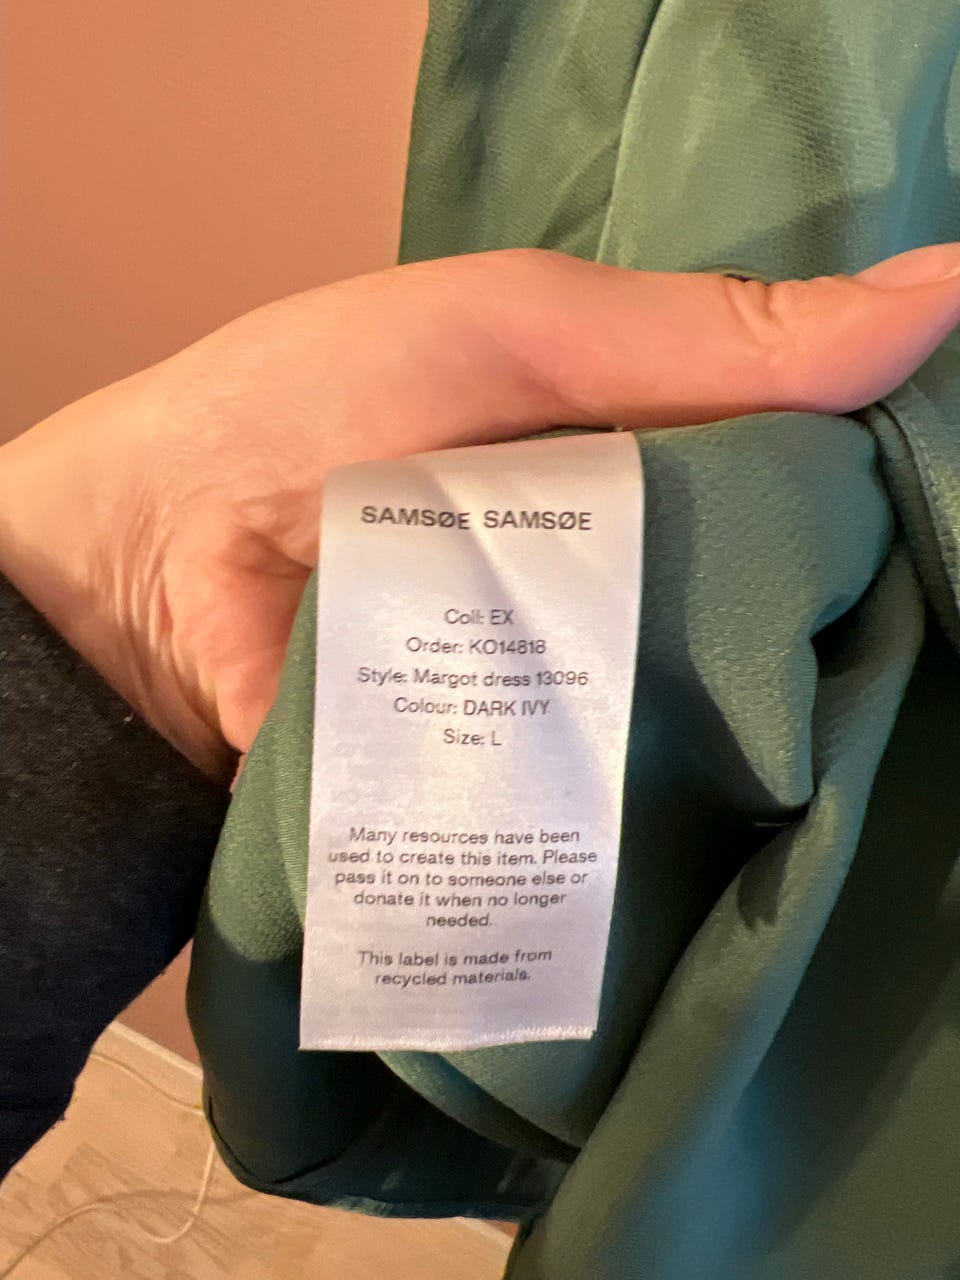 SAMSØE SAMSØE
Coll: EX
Order: KO14818
Style: Margot dress 13096
Colour: DARK IVY
Size: L
Many resources have been
used to create this item. Please
pass it on to someone else or
donate it when no longer
needed.
This label is made from
recycled materials.